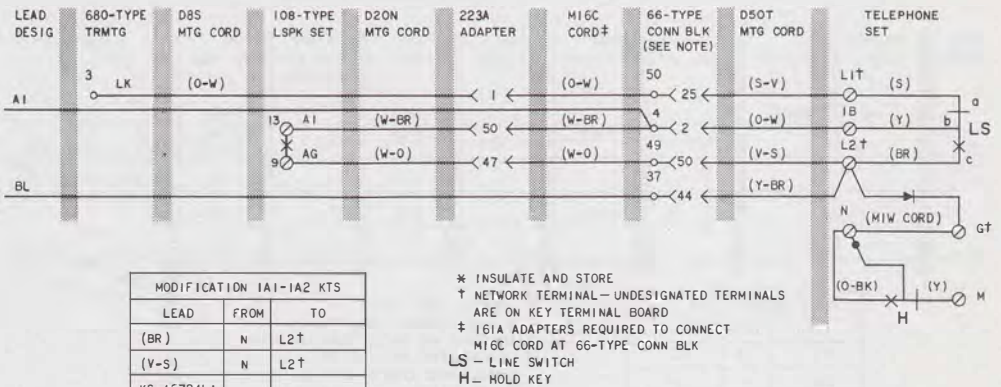 LEAD DESIG
680-TYPE TRMTG
D8S MTG CORD
108-TYPE LSPK SET
D20N MTG CORD
223A ADAPTER
M16C CORD‡
66-TYPE CONN BLK (SEE NOTE)
D50T MTG CORD
TELEPHONE SET
3 LK (O-W) 1 (O-W) 50 25 (S-V) L1† (S)
a
A1
13 A1 (W-BR) 50 (W-BR) 4 2 (O-W) 1B (Y) b LS
9 AG (W-O) 47 (W-O) 49 50 (V-S) L2† (BR) c
37
BL 44 (Y-BR)
N (MIW CORD) G†
(O-BK) (Y) M
H
MODIFICATION 1A1-1A2 KTS
LEAD FROM TO
(BR) N L2†
(V-S) N L2†
* INSULATE AND STORE
† NETWORK TERMINAL—UNDESIGNATED TERMINALS
ARE ON KEY TERMINAL BOARD
‡ 161A ADAPTERS REQUIRED TO CONNECT
M16C CORD AT 66-TYPE CONN BLK
LS – LINE SWITCH
H – HOLD KEY